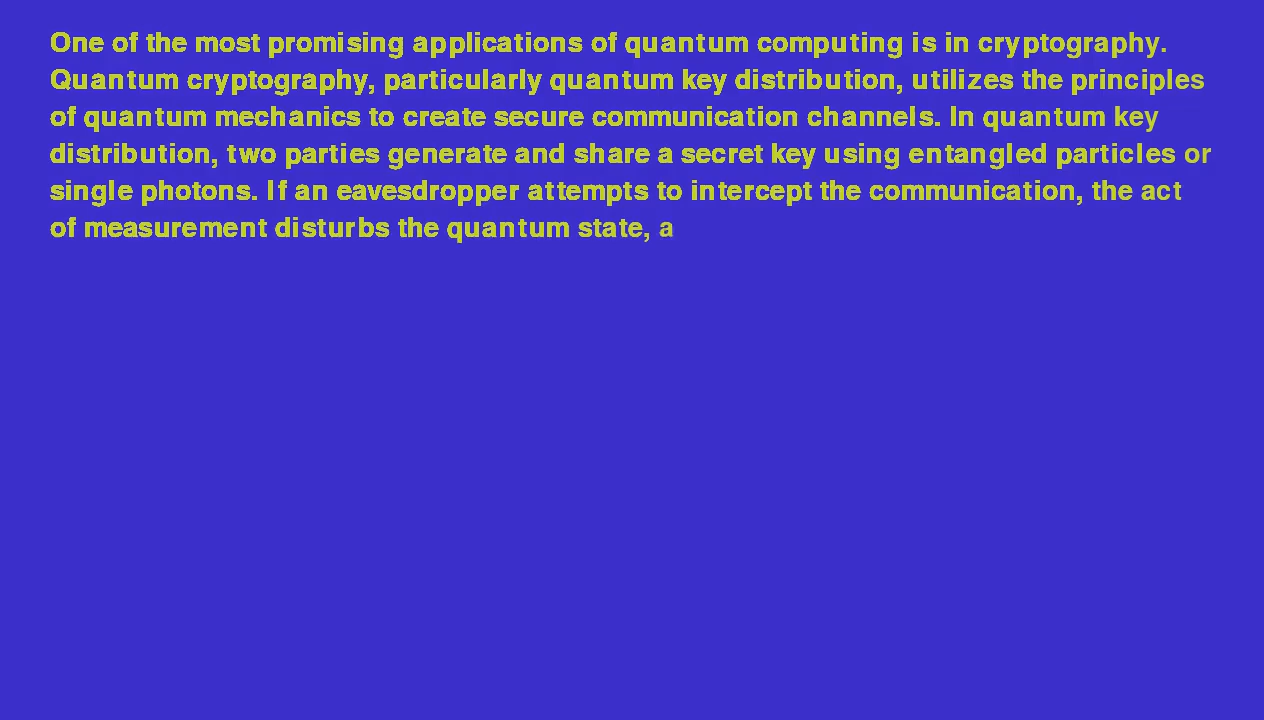 One of the most promising applications of quantum computing is in cryptography.
Quantum cryptography, particularly quantum key distribution, utilizes the principles
of quantum mechanics to create secure communication channels. In quantum key
distribution, two parties generate and share a secret key using entangled particles or
single photons. If an eavesdropper attempts to intercept the communication, the act
of measurement disturbs the quantum state, a